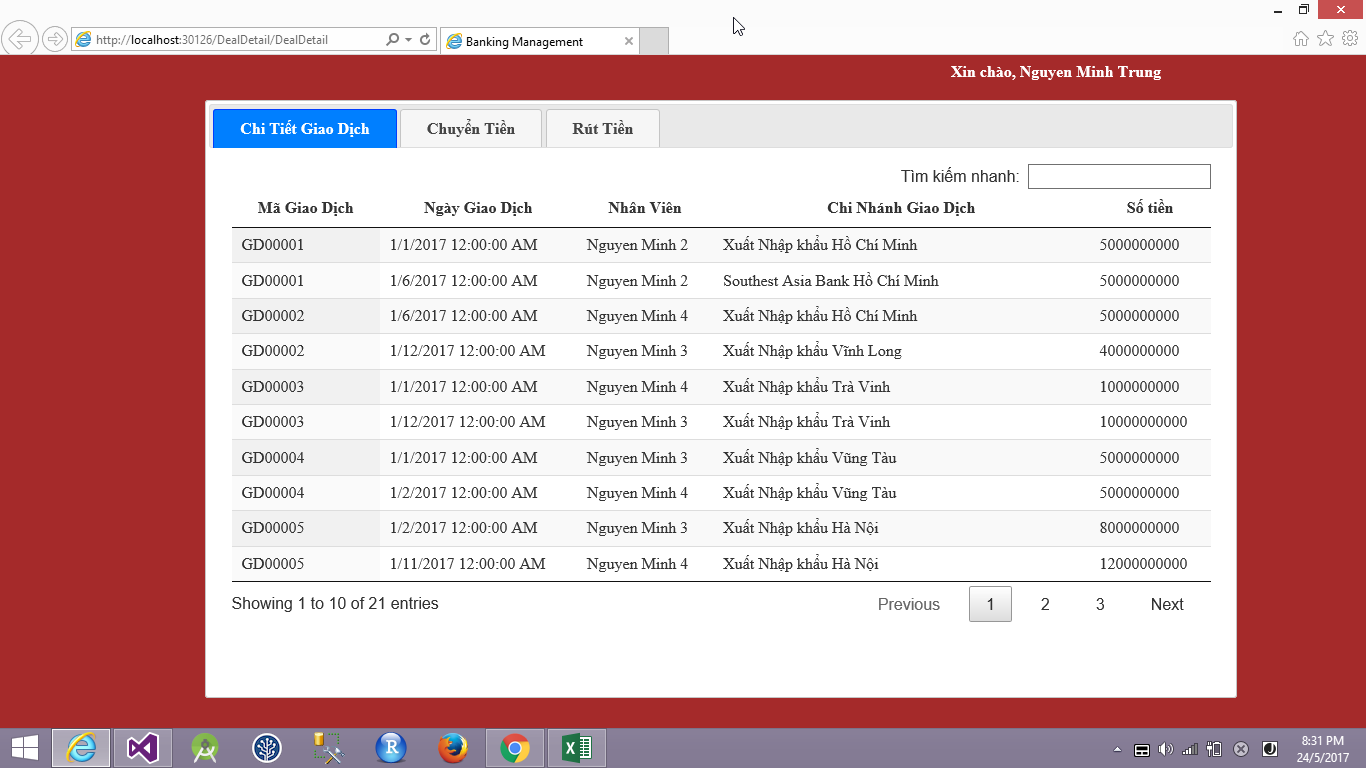 http://localhost:30126/DealDetail/DealDetail
Banking Management
Xin chào, Nguyen Minh Trung
Chi Tiết Giao Dịch Chuyển Tiền Rút Tiền
Tìm kiếm nhanh:
Mã Giao Dịch Ngày Giao Dịch Nhân Viên Chi Nhánh Giao Dịch Số tiền
GD00001 1/1/2017 12:00:00 AM Nguyen Minh 2 Xuất Nhập khẩu Hồ Chí Minh 5000000000
GD00001 1/6/2017 12:00:00 AM Nguyen Minh 2 Southest Asia Bank Hồ Chí Minh 5000000000
GD00002 1/6/2017 12:00:00 AM Nguyen Minh 4 Xuất Nhập khẩu Hồ Chí Minh 5000000000
GD00002 1/12/2017 12:00:00 AM Nguyen Minh 3 Xuất Nhập khẩu Vĩnh Long 4000000000
GD00003 1/1/2017 12:00:00 AM Nguyen Minh 4 Xuất Nhập khẩu Trà Vinh 1000000000
GD00003 1/12/2017 12:00:00 AM Nguyen Minh 3 Xuất Nhập khẩu Trà Vinh 10000000000
GD00004 1/1/2017 12:00:00 AM Nguyen Minh 3 Xuất Nhập khẩu Vũng Tàu 5000000000
GD00004 1/2/2017 12:00:00 AM Nguyen Minh 4 Xuất Nhập khẩu Vũng Tàu 5000000000
GD00005 1/2/2017 12:00:00 AM Nguyen Minh 3 Xuất Nhập khẩu Hà Nội 8000000000
GD00005 1/11/2017 12:00:00 AM Nguyen Minh 4 Xuất Nhập khẩu Hà Nội 12000000000
Showing 1 to 10 of 21 entries Previous 1 2 3 Next
8:31 PM
24/5/2017